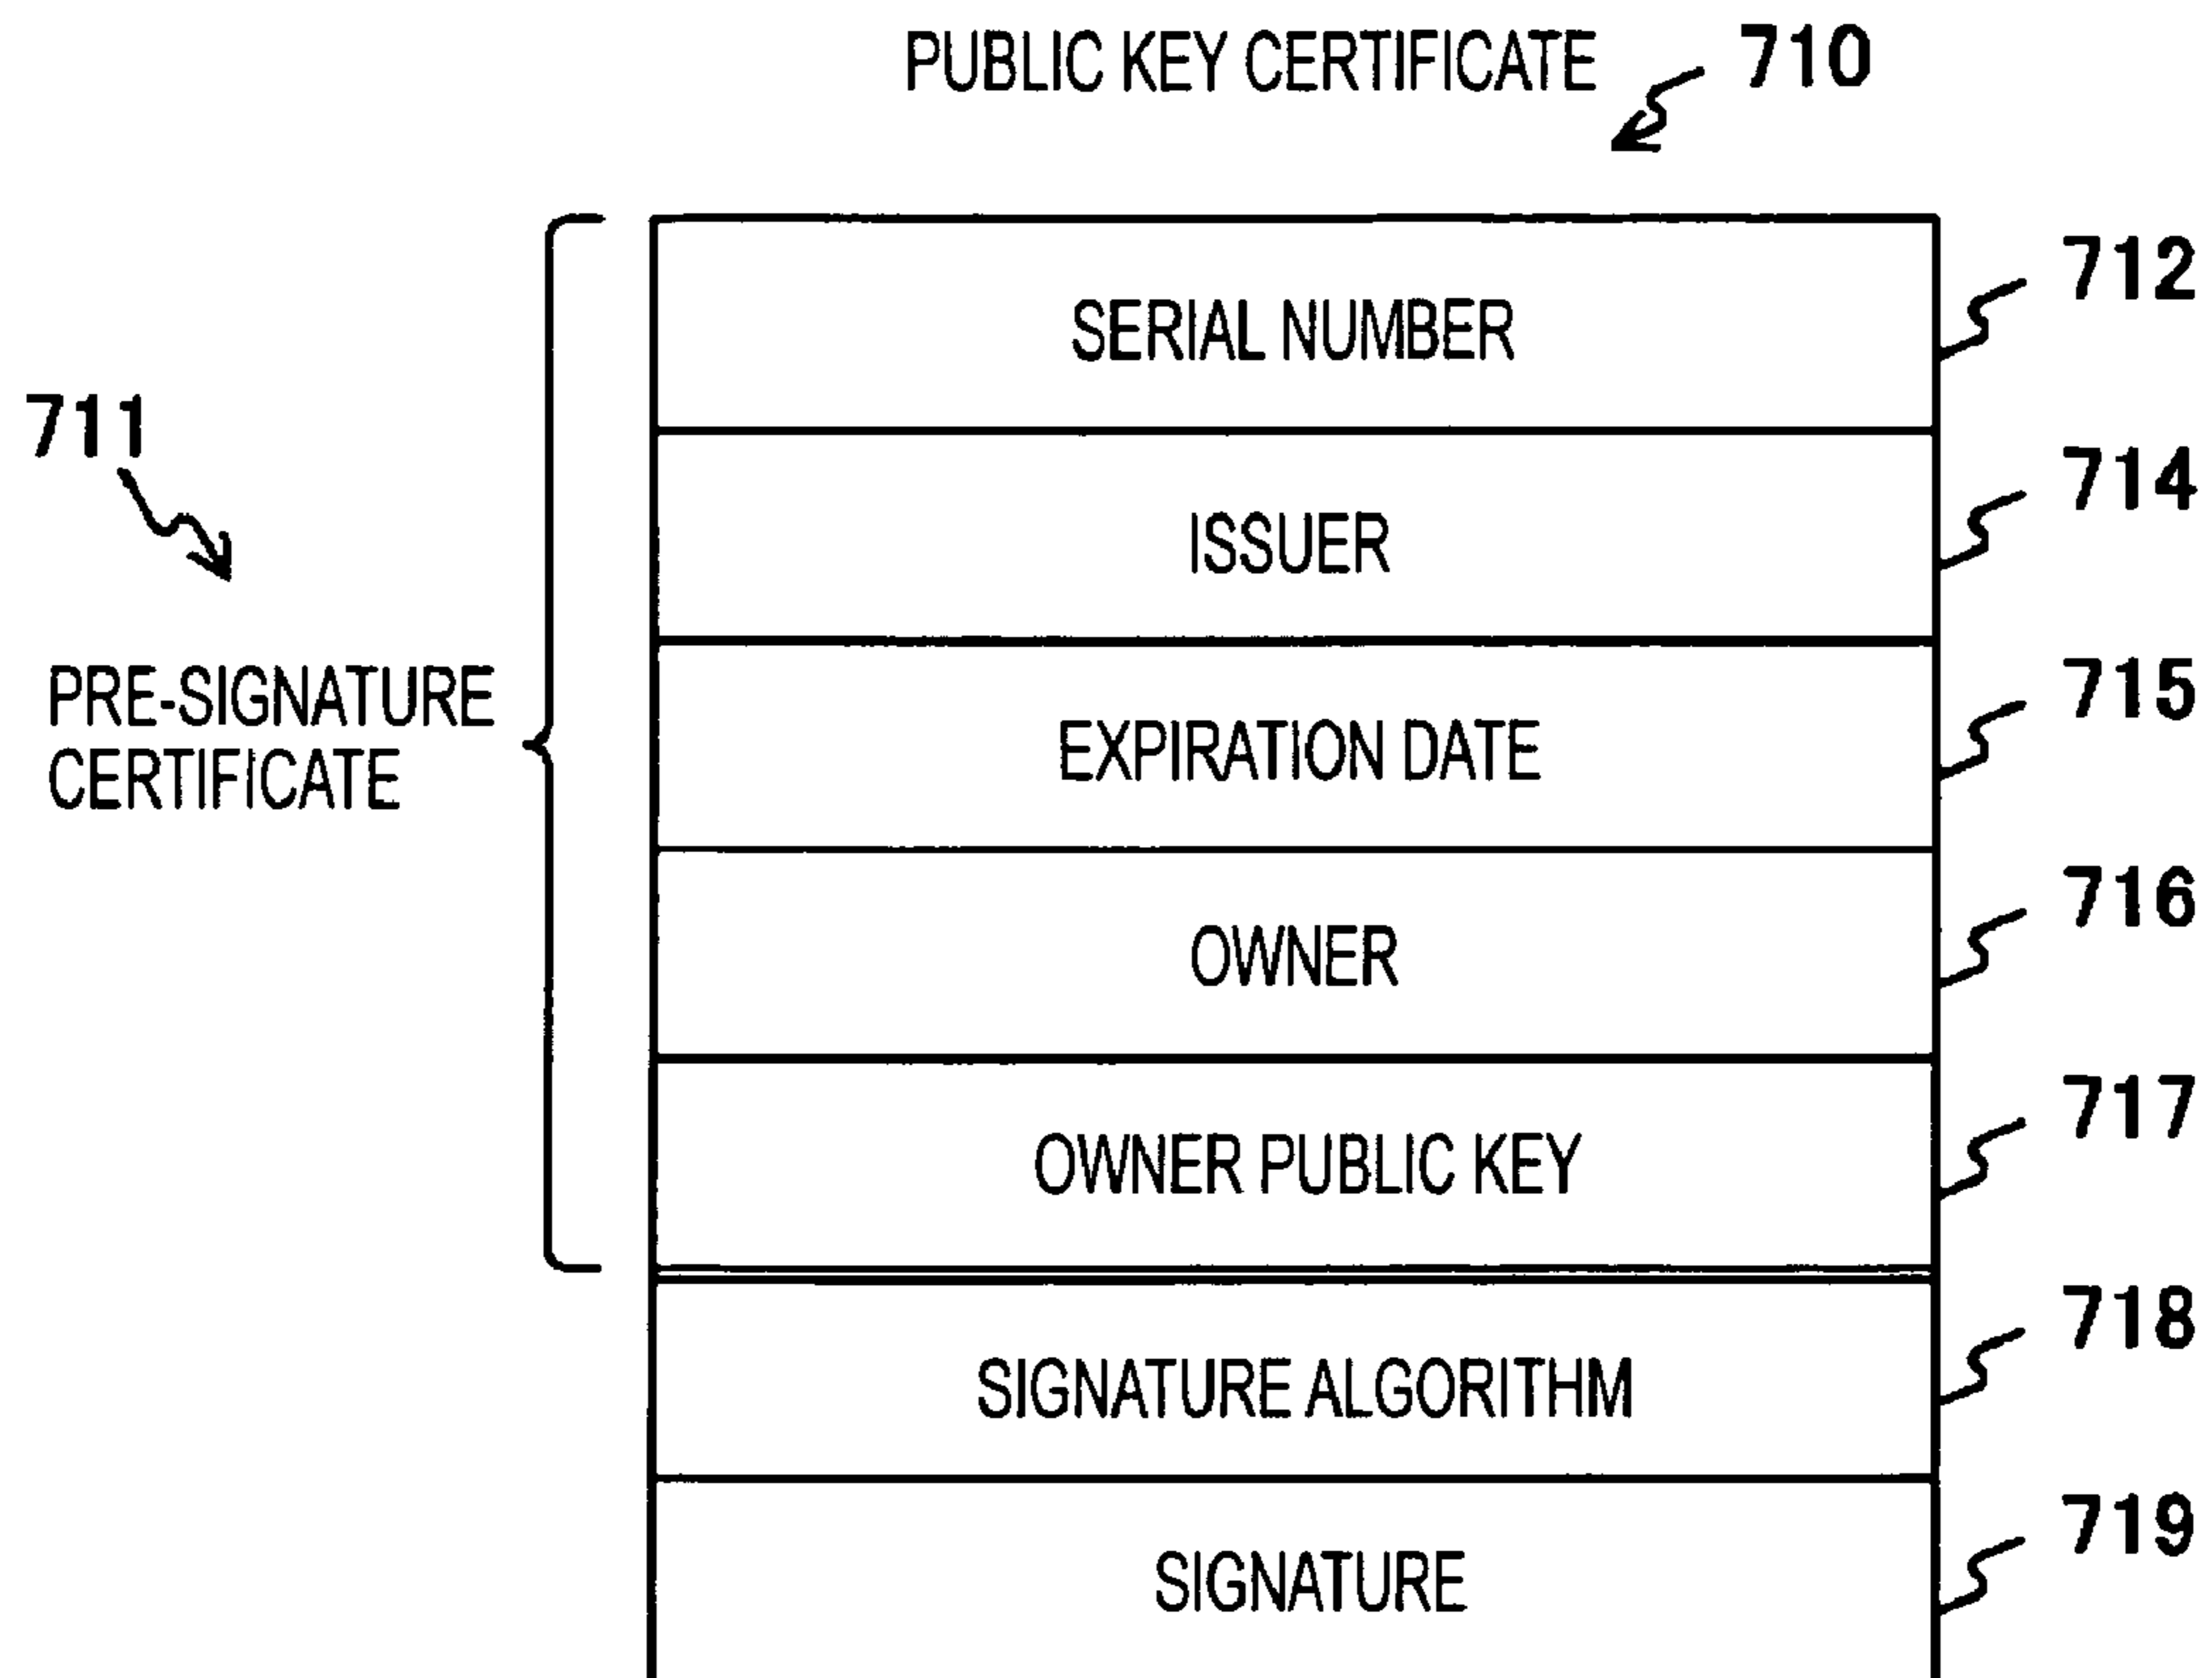 PUBLIC KEY CERTIFICATE 710
SERIAL NUMBER 712
711
ISSUER 714
PRE-SIGNATURE
CERTIFICATE
EXPIRATION DATE 715
OWNER 716
OWNER PUBLIC KEY 717
SIGNATURE ALGORITHM 718
SIGNATURE 719